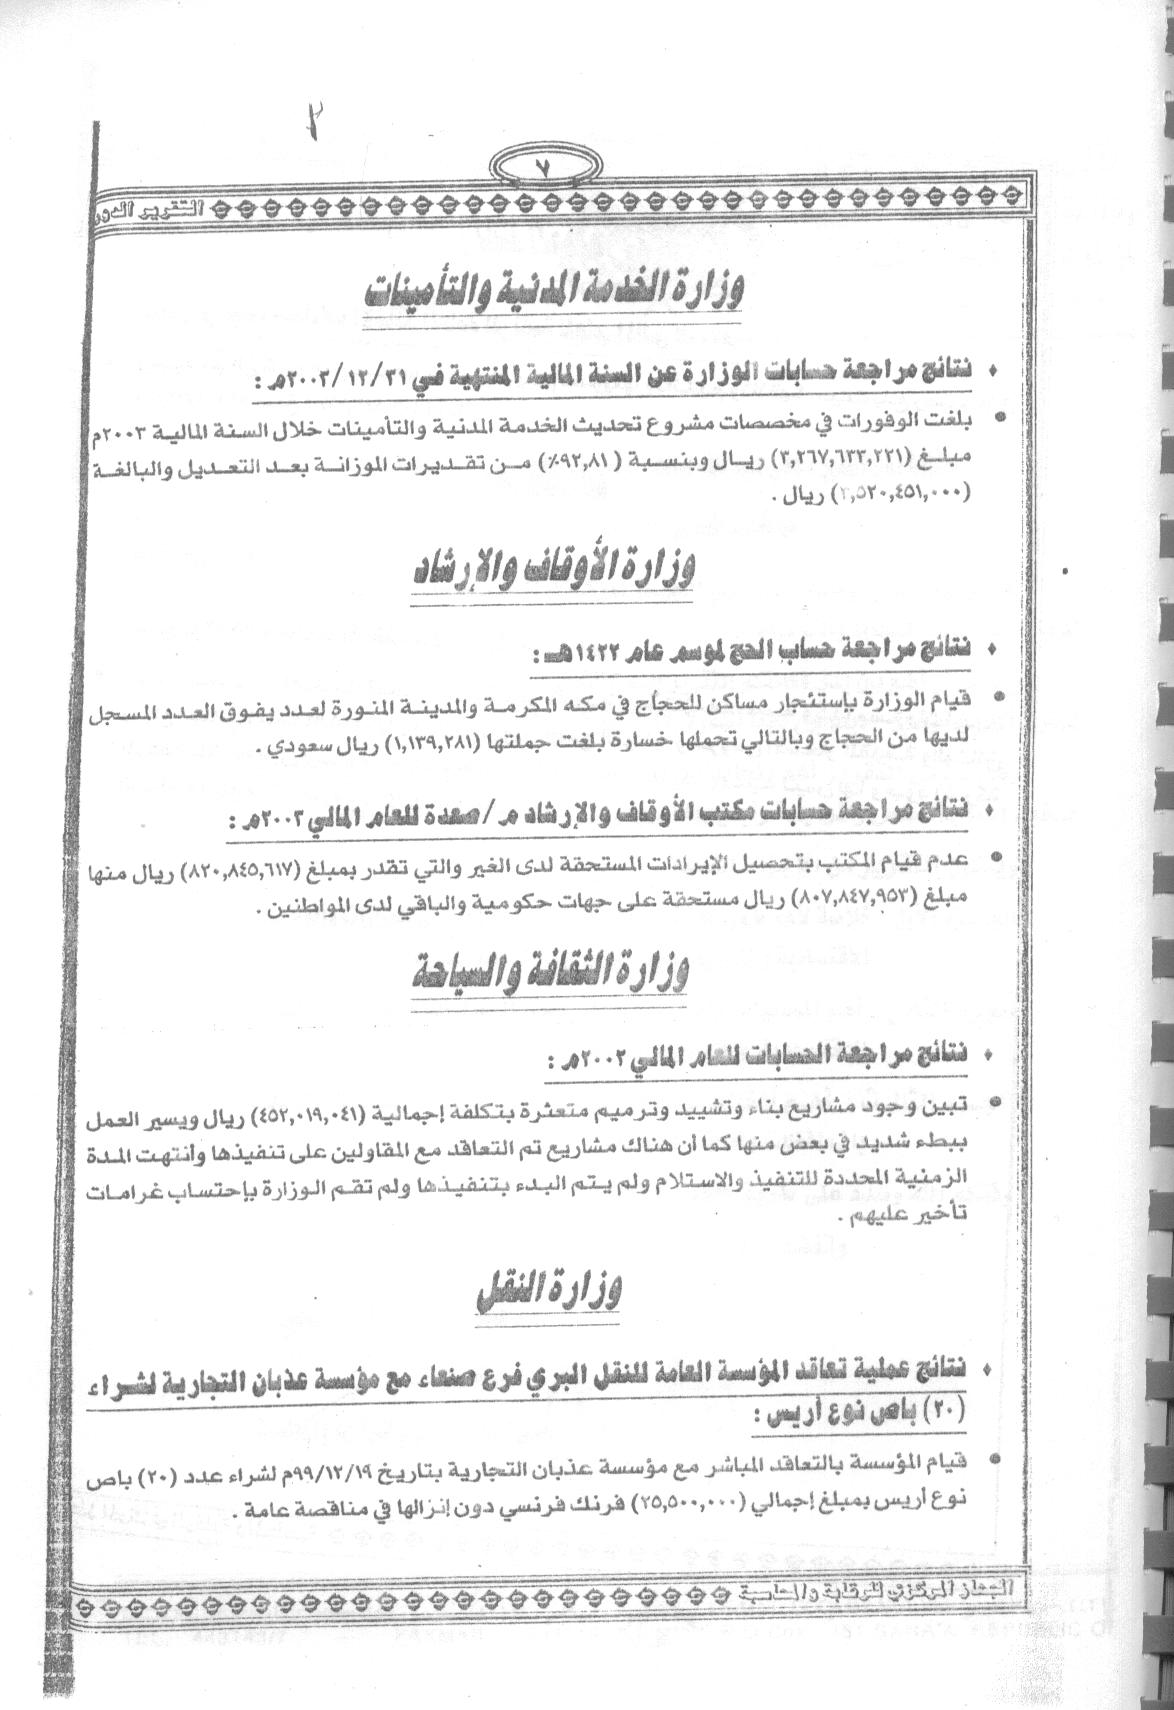 ٧
التقرير الدور
وزارة الخدمة المدنية والتأمينات
♦ نتائج مراجعة حسابات الوزارة عن السنة المالية المنتهية في ٢٠٠٣/١٢/٣١م :
● بلغت الوفورات في مخصصات مشروع تحديث الخدمة المدنية والتأمينات خلال السنة المالية ٢٠٠٣م
مبلغ (٣,٢٦٧,٦٣٣,٢٢١) ريال وبنسبة (٩٢,٨١٪) من تقديرات الموزانة بعد التعديل والبالغة
(٣,٥٢٠,٤٥١,٠٠٠) ريال .
وزارة الأوقاف والإرشاد
♦ نتائج مراجعة حساب الحج لموسم عام ١٤٢٢هـ :
● قيام الوزارة بإستئجار مساكن للحجاج في مكه المكرمة والمدينة المنورة لعدد يفوق العدد المسجل
لديها من الحجاج وبالتالي تحملها خسارة بلغت جملتها (١,١٣٩,٢٨١) ريال سعودي .
♦ نتائج مراجعة حسابات مكتب الأوقاف والإرشاد م/صعدة للعام المالي ٢٠٠٢م :
● عدم قيام المكتب بتحصيل الإيرادات المستحقة لدى الغير والتي تقدر بمبلغ (٨٢٠,٨٤٥,٦١٧) ريال منها
مبلغ (٨٠٧,٨٤٧,٩٥٣) ريال مستحقة على جهات حكومية والباقي لدى المواطنين .
وزارة الثقافة والسياحة
♦ نتائج مراجعة الحسابات للعام المالي ٢٠٠٢م :
● تبين وجود مشاريع بناء وتشييد وترميم متعثرة بتكلفة إجمالية (٤٥٢,٠١٩,٠٤١) ريال ويسير العمل
ببطء شديد في بعض منها كما أن هناك مشاريع تم التعاقد مع المقاولين على تنفيذها وأنتهت المدة
الزمنية المحددة للتنفيذ والاستلام ولم يتم البدء بتنفيذها ولم تقم الوزارة بإحتساب غرامات
تأخير عليهم .
وزارة النقل
♦ نتائج عملية تعاقد المؤسسة العامة للنقل البري فرع صنعاء مع مؤسسة عذبان التجارية لشراء
(٢٠) باص نوع أريس :
● قيام المؤسسة بالتعاقد المباشر مع مؤسسة عذبان التجارية بتاريخ ٩٩/١٢/١٩م لشراء عدد (٢٠) باص
نوع أريس بمبلغ إجمالي (٢٥,٥٠٠,٠٠٠) فرنك فرنسي دون إنزالها في مناقصة عامة .
الجهاز المركزي للرقابة والمحاسبة